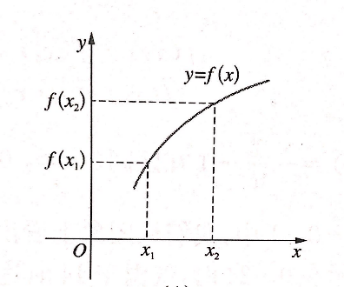 y
y=f(x)
f(x₂)
f(x₁)
O
x₁
x₂
x